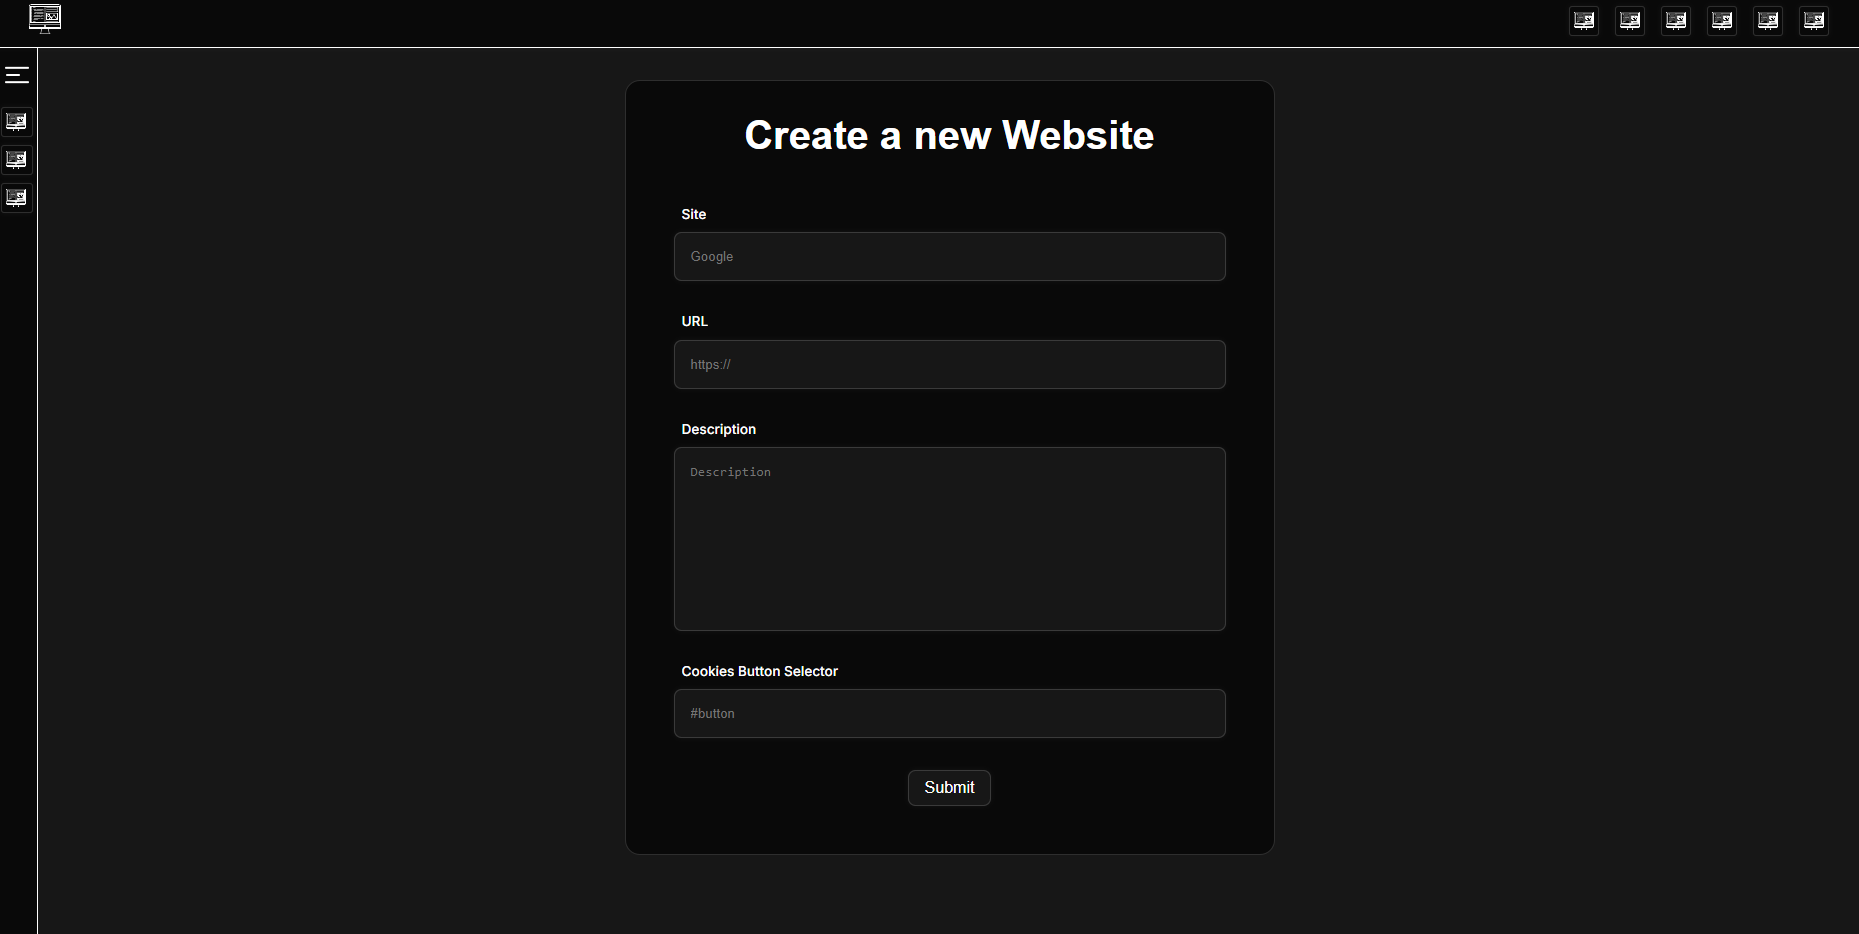 Create a new Website
Site
Google
URL
https://
Description
Description
Cookies Button Selector
#button
Submit